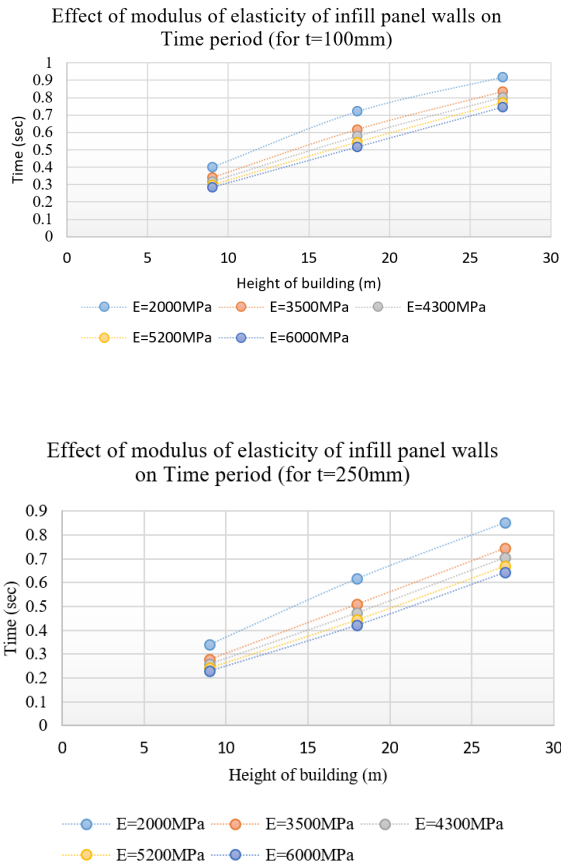 Effect of modulus of elasticity of infill panel walls on
Time period (for t=100mm)
1
0.9
0.8
0.7
0.6
0.5
0.4
0.3
0.2
0.1
0
Time (sec)
0 5 10 15 20 25 30
Height of building (m)
E=2000MPa E=3500MPa E=4300MPa
E=5200MPa E=6000MPa
Effect of modulus of elasticity of infill panel walls
on Time period (for t=250mm)
0.9
0.8
0.7
0.6
0.5
0.4
0.3
0.2
0.1
0
Time (sec)
0 5 10 15 20 25 30
Height of building (m)
E=2000MPa E=3500MPa E=4300MPa
E=5200MPa E=6000MPa